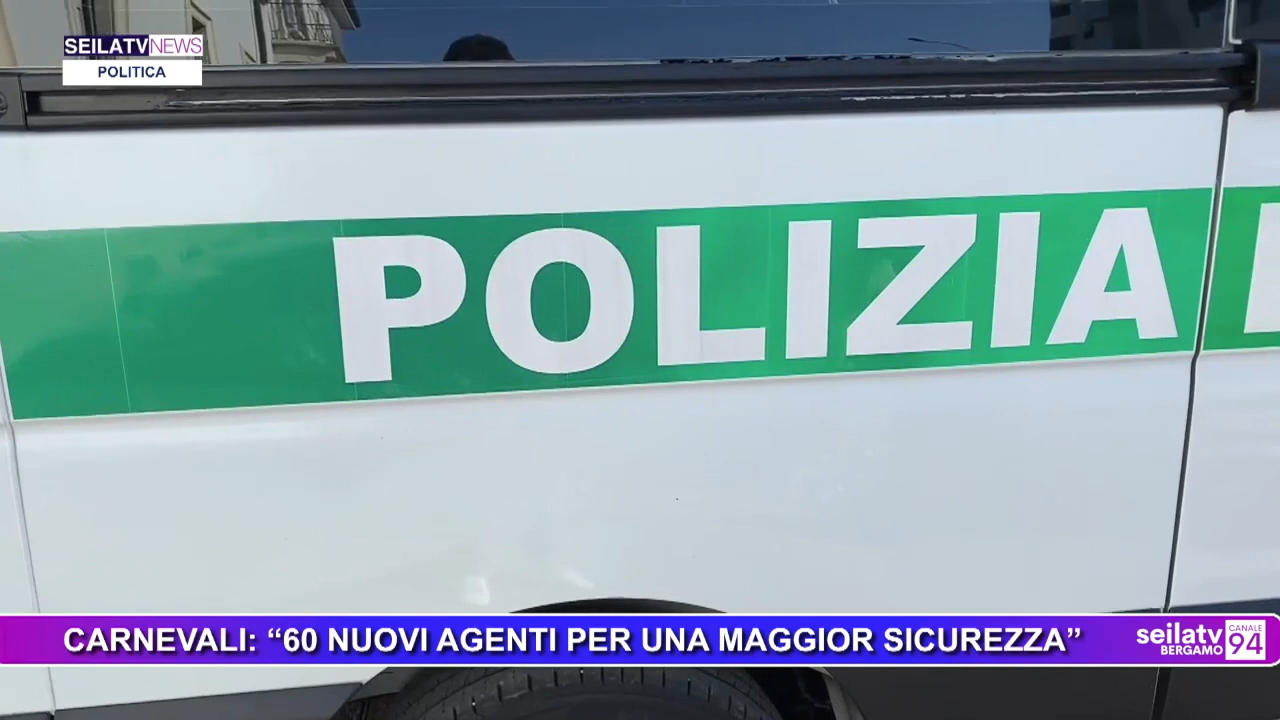 SEILATVNEWS
POLITICA
POLIZIA
CARNEVALI: “60 NUOVI AGENTI PER UNA MAGGIOR SICUREZZA”
seilatv
BERGAMO
CANALE
94